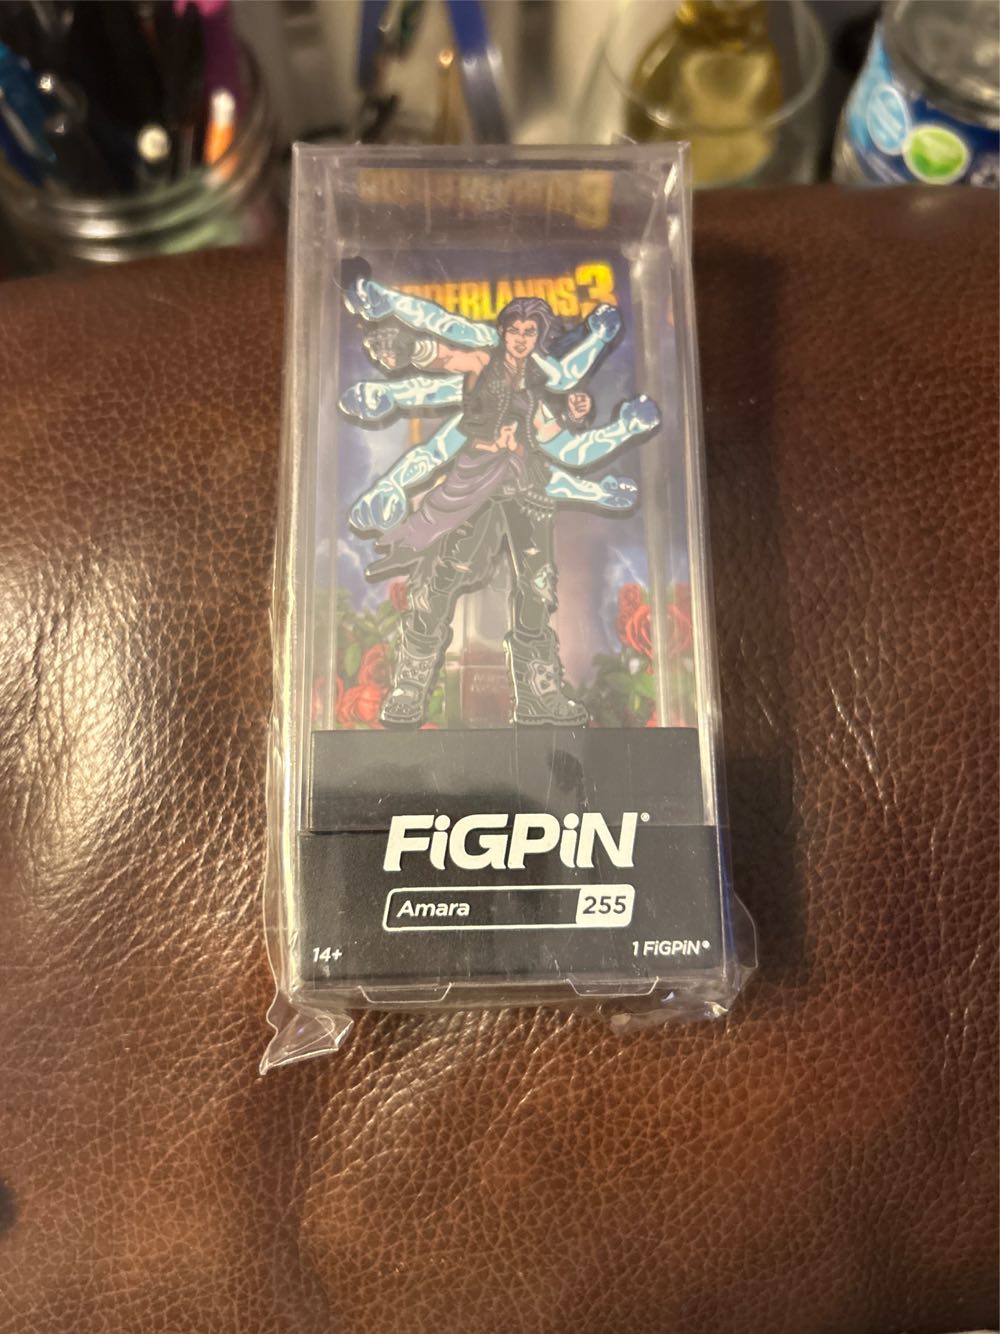 BORDERLANDS 3
FiGPiN®
Amara 255
14+ 1 FiGPiN®